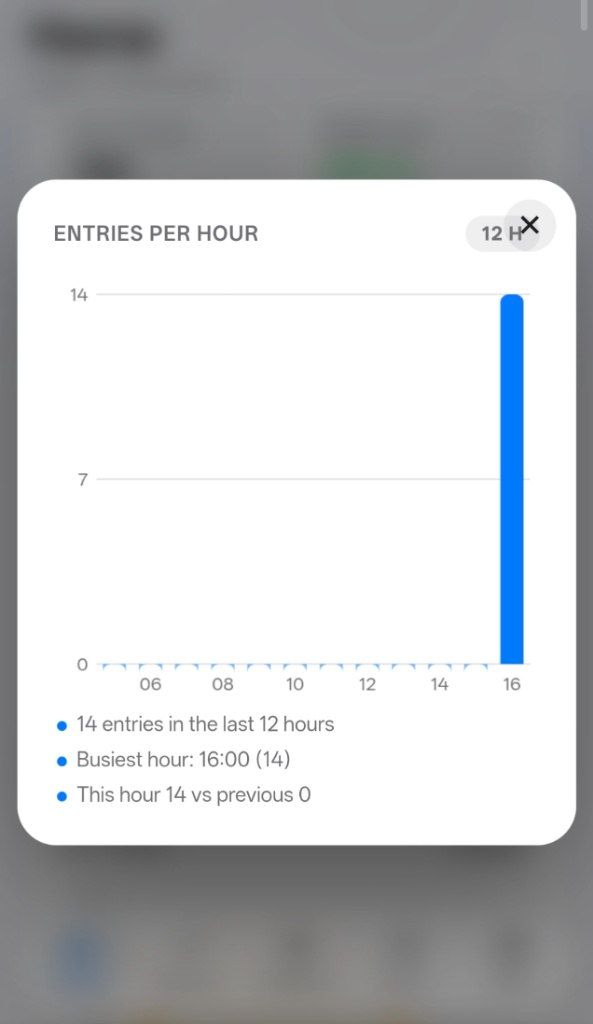 ENTRIES PER HOUR
12 H
14
7
0
06 08 10 12 14 16
14 entries in the last 12 hours
Busiest hour: 16:00 (14)
This hour 14 vs previous 0